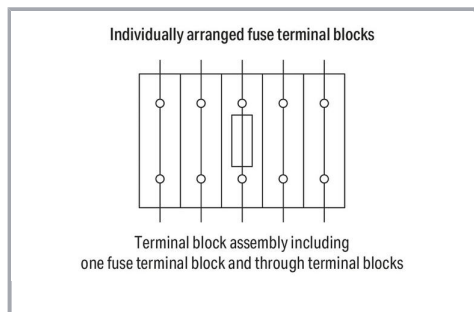 Individually arranged fuse terminal blocks
Terminal block assembly including
one fuse terminal block and through terminal blocks